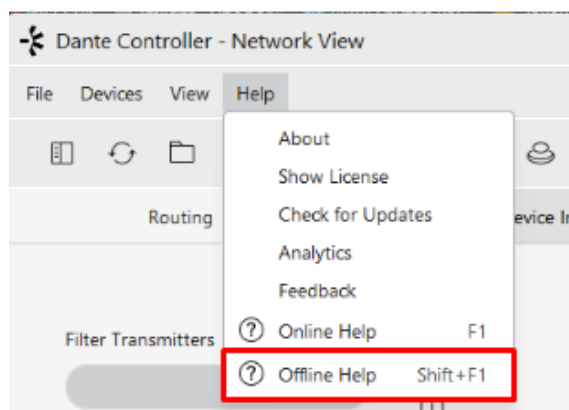 Dante Controller - Network View
File Devices View Help
About
Show License
Routing Check for Updates evice I
Analytics
Feedback
Filter Transmitters Online Help F1
Offline Help Shift+F1